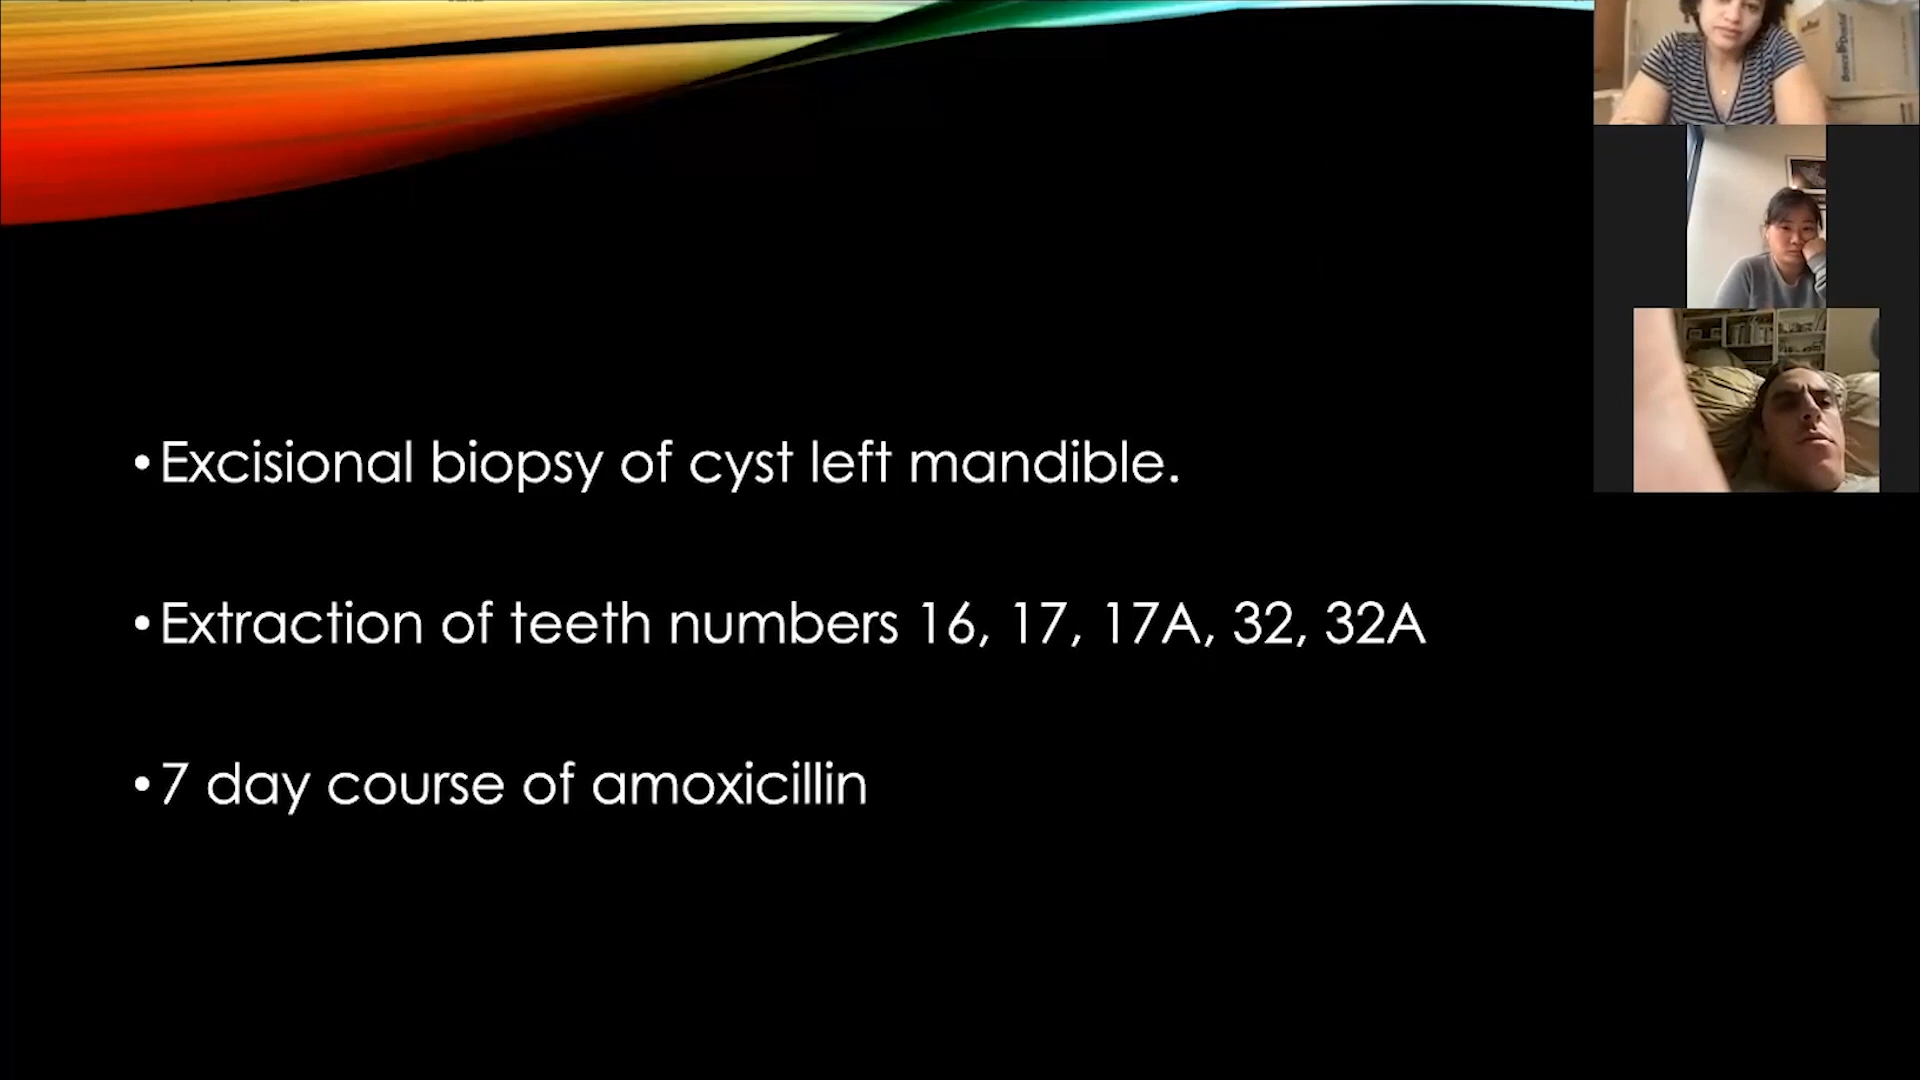 •Excisional biopsy of cyst left mandible.
•Extraction of teeth numbers 16, 17, 17A, 32, 32A
•7 day course of amoxicillin